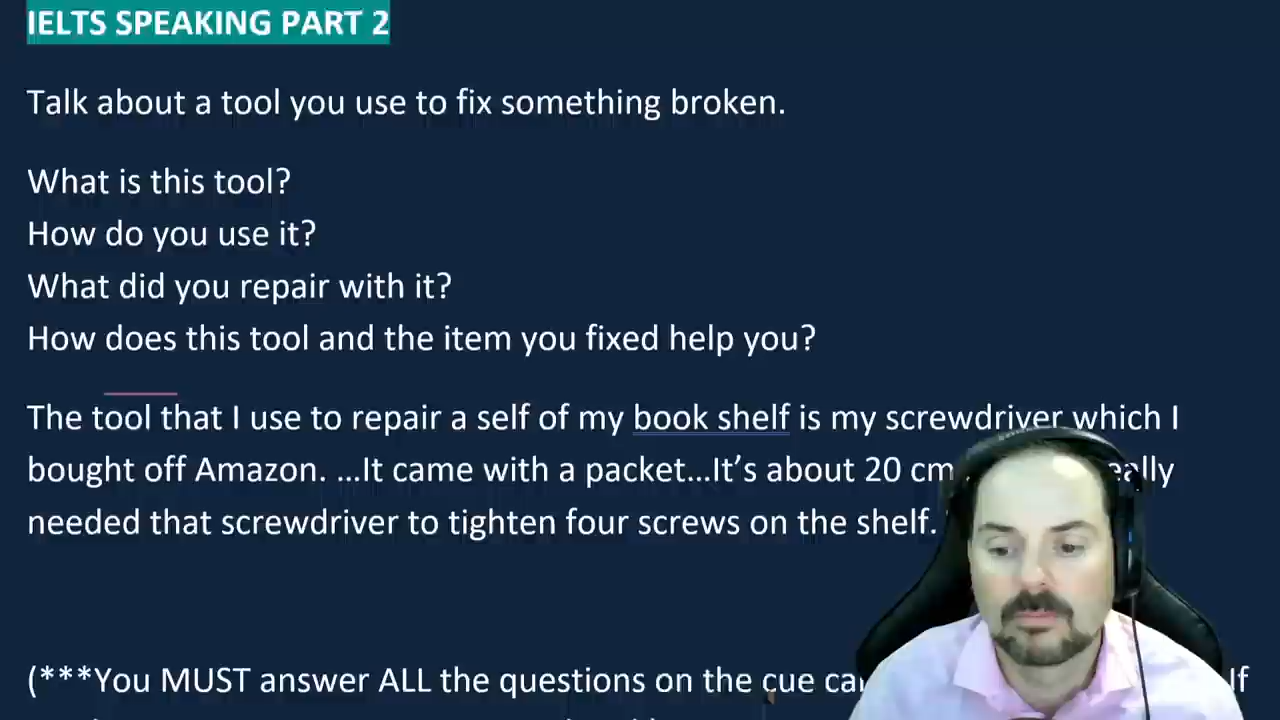 IELTS SPEAKING PART 2
Talk about a tool you use to fix something broken.
What is this tool?
How do you use it?
What did you repair with it?
How does this tool and the item you fixed help you?
The tool that I use to repair a self of my book shelf is my screwdriver which I
bought off Amazon. …It came with a packet…It’s about 20 cm
needed that screwdriver to tighten four screws on the shelf.
(***You MUST answer ALL the questions on the cue If